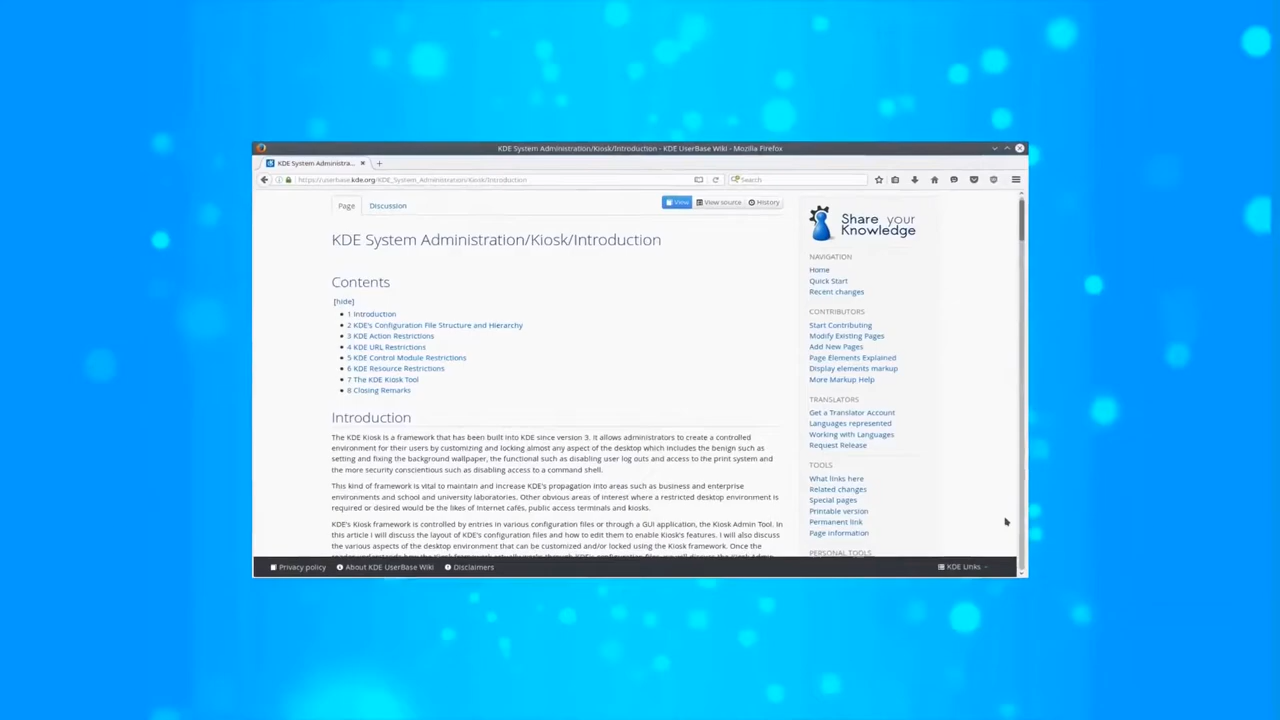 KDE System Administration/Kiosk/Introduction - KDE UserBase Wiki - Mozilla Firefox
KDE System Administra...
https://userbase.kde.org/KDE_System_Administration/Kiosk/Introduction
Search
Page
Discussion
View
View source
History
KDE System Administration/Kiosk/Introduction
Contents
[hide]
1 Introduction
2 KDE's Configuration File Structure and Hierarchy
3 KDE Action Restrictions
4 KDE URL Restrictions
5 KDE Control Module Restrictions
6 KDE Resource Restrictions
7 The KDE Kiosk Tool
8 Closing Remarks
Introduction
The KDE Kiosk is a framework that has been built into KDE since version 3. It allows administrators to create a controlled
environment for their users by customizing and locking almost any aspect of the desktop which includes the benign such as
setting and fixing the background wallpaper, the functional such as disabling user log outs and access to the print system and
the more security conscientious such as disabling access to a command shell.
This kind of framework is vital to maintain and increase KDE's propagation into areas such as business and enterprise
environments and school and university laboratories. Other obvious areas of interest where a restricted desktop environment is
required or desired would be the likes of Internet cafés, public access terminals and kiosks.
KDE's Kiosk framework is controlled by entries in various configuration files or through a GUI application, the Kiosk Admin Tool. In
this article I will discuss the layout of KDE's configuration files and how to edit them to enable Kiosk's features. I will also discuss
the various aspects of the desktop environment that can be customized and/or locked using the Kiosk framework. Once the
Share your
Knowledge
NAVIGATION
Home
Quick Start
Recent changes
CONTRIBUTORS
Start Contributing
Modify Existing Pages
Add New Pages
Page Elements Explained
Display elements markup
More Markup Help
TRANSLATORS
Get a Translator Account
Languages represented
Working with Languages
Request Release
TOOLS
What links here
Related changes
Special pages
Printable version
Permanent link
Page information
PERSONAL TOOLS
Privacy policy
About KDE UserBase Wiki
Disclaimers
KDE Links